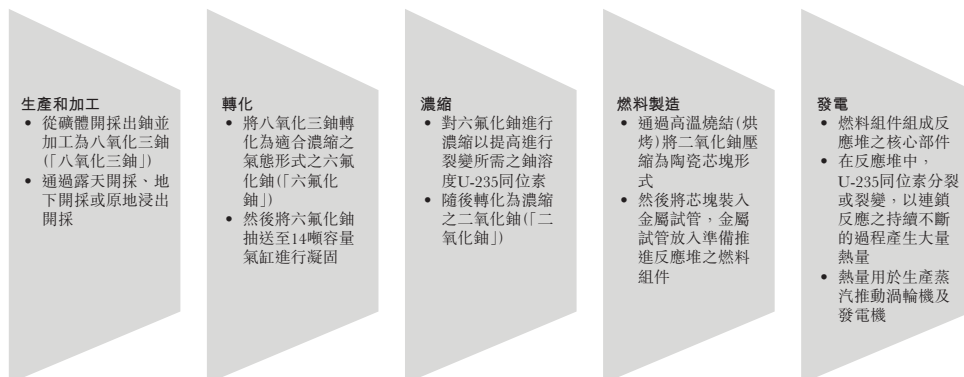 生產和加工
• 從礦體開採出鈾並
加工為八氧化三鈾
(「八氧化三鈾」)
• 通過露天開採、地
下開採或原地浸出
開採
轉化
• 將八氧化三鈾轉
化為適合濃縮之
氣態形式之六氟
化鈾(「六氟化
鈾」)
• 然後將六氟化鈾
抽送至14噸容量
氣缸進行凝固
濃縮
• 對六氟化鈾進行
濃縮以提高進行
裂變所需之鈾溶
度U-235同位素
• 隨後轉化為濃縮
之二氧化鈾(「二
氧化鈾」)
燃料製造
• 通過高溫燒結(烘
烤)將二氧化鈾壓
縮為陶瓷芯塊形
式
• 然後將芯塊裝入
金屬試管，金屬
試管放入準備推
進反應堆之燃料
組件
發電
• 燃料組件組成反
應堆之核心部件
• 在反應堆中，
U-235同位素分裂
或裂變，以連鎖
反應之持續不斷
的過程產生大量
熱量
• 熱量用於生產蒸
汽推動渦輪機及
發電機